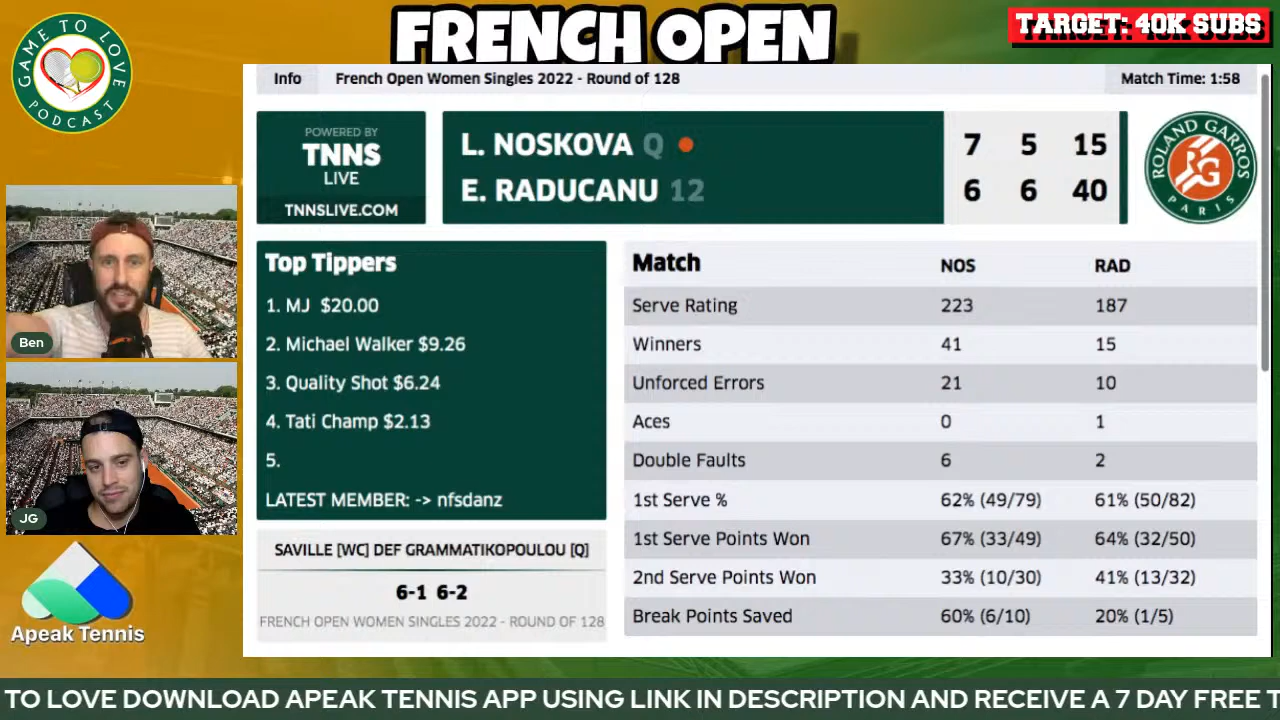 FRENCH OPEN
TARGET: 40K SUBS
GAME TO LOVE
PODCAST
Info
French Open Women Singles 2022 - Round of 128
Match Time: 1:58
POWERED BY
TNNS
LIVE
TNNSLIVE.COM
L. NOSKOVA Q 7 5 15
E. RADUCANU 12 6 6 40
ROLAND GARROS
RG
PARIS
Ben
JG
Apeak Tennis
Top Tippers
1. MJ $20.00
2. Michael Walker $9.26
3. Quality Shot $6.24
4. Tati Champ $2.13
5.
LATEST MEMBER: -> nfsdanz
SAVILLE [WC] DEF GRAMMATIKOPOULOU [Q]
6-1 6-2
FRENCH OPEN WOMEN SINGLES 2022 - ROUND OF 128
Match NOS RAD
Serve Rating 223 187
Winners 41 15
Unforced Errors 21 10
Aces 0 1
Double Faults 6 2
1st Serve % 62% (49/79) 61% (50/82)
1st Serve Points Won 67% (33/49) 64% (32/50)
2nd Serve Points Won 33% (10/30) 41% (13/32)
Break Points Saved 60% (6/10) 20% (1/5)
TO LOVE DOWNLOAD APEAK TENNIS APP USING LINK IN DESCRIPTION AND RECEIVE A 7 DAY FREE T